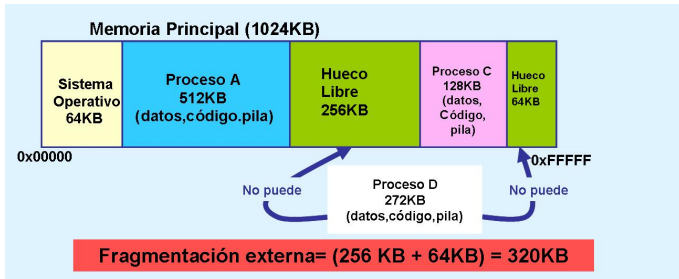 Memoria Principal (1024KB)
Sistema
Operativo
64KB
Proceso A
512KB
(datos,código.pila)
Hueco
Libre
256KB
Proceso C
128KB
(datos,
Código,
pila)
Hueco
Libre
64KB
0x00000
0xFFFFF
No puede
Proceso D
272KB
(datos,código,pila)
No puede
Fragmentación externa= (256 KB + 64KB) = 320KB